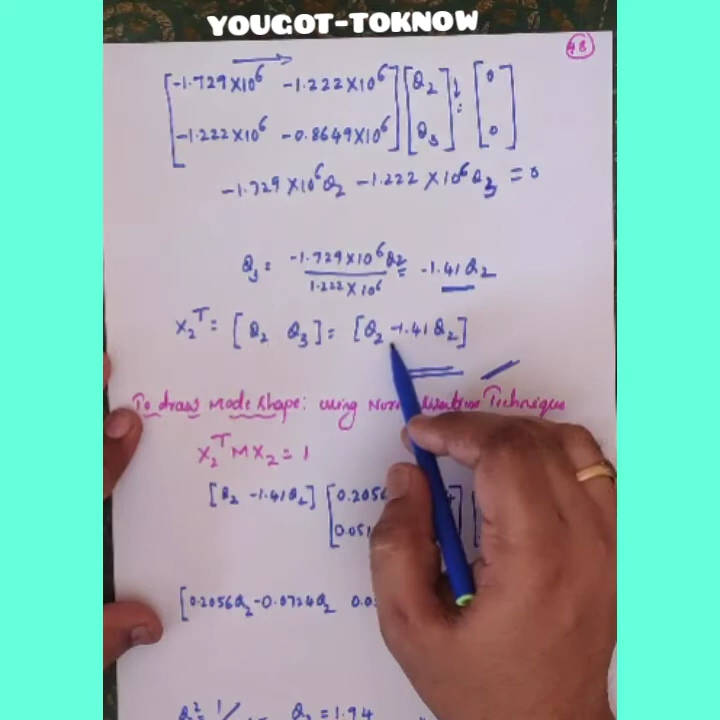 YOUGOT-TOKNOW
48
[-1.729×10⁶ -1.222×10⁶] [Q₂] = [0]
[-1.222×10⁶ -0.8649×10⁶] [Q₃] [0]
-1.729×10⁶Q₂ -1.222×10⁶Q₃ = 0
Q₃ = -1.729×10⁶Q₂ / 1.222×10⁶ = -1.41Q₂
X₂ᵀ = [Q₂ Q₃] = [Q₂ -1.41Q₂]
To draw mode shape: using Technique
X₂ᵀMX₂ = 1
[Q₂ -1.41Q₂] [0.2056
[0.2056Q₂-0.0724Q₂
Q₂ = 1.94